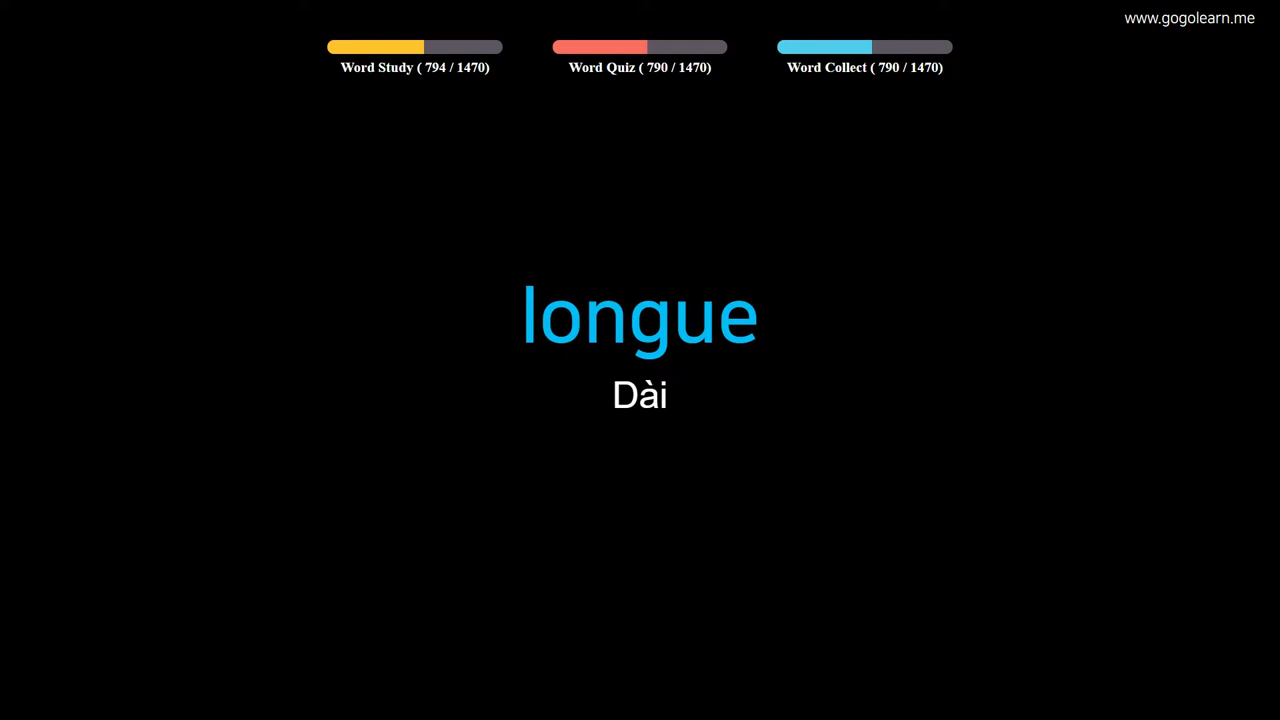 www.gogolearn.me
Word Study ( 794 / 1470)
Word Quiz ( 790 / 1470)
Word Collect ( 790 / 1470)
longue
Dài